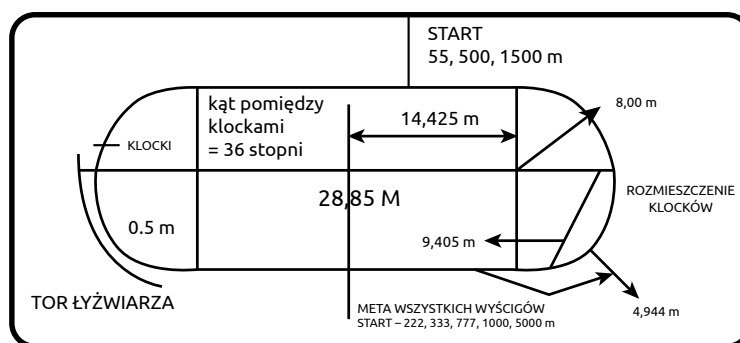 START
55, 500, 1500 m
kąt pomiędzy
klockami
= 36 stopni
14,425 m
8,00 m
KLOCKI
28,85 M
ROZMIESZCZENIE
KLOCKÓW
0.5 m
9,405 m
TOR ŁYŻWIARZA
META WSZYSTKICH WYŚCIGÓW
START – 222, 333, 777, 1000, 5000 m
4,944 m